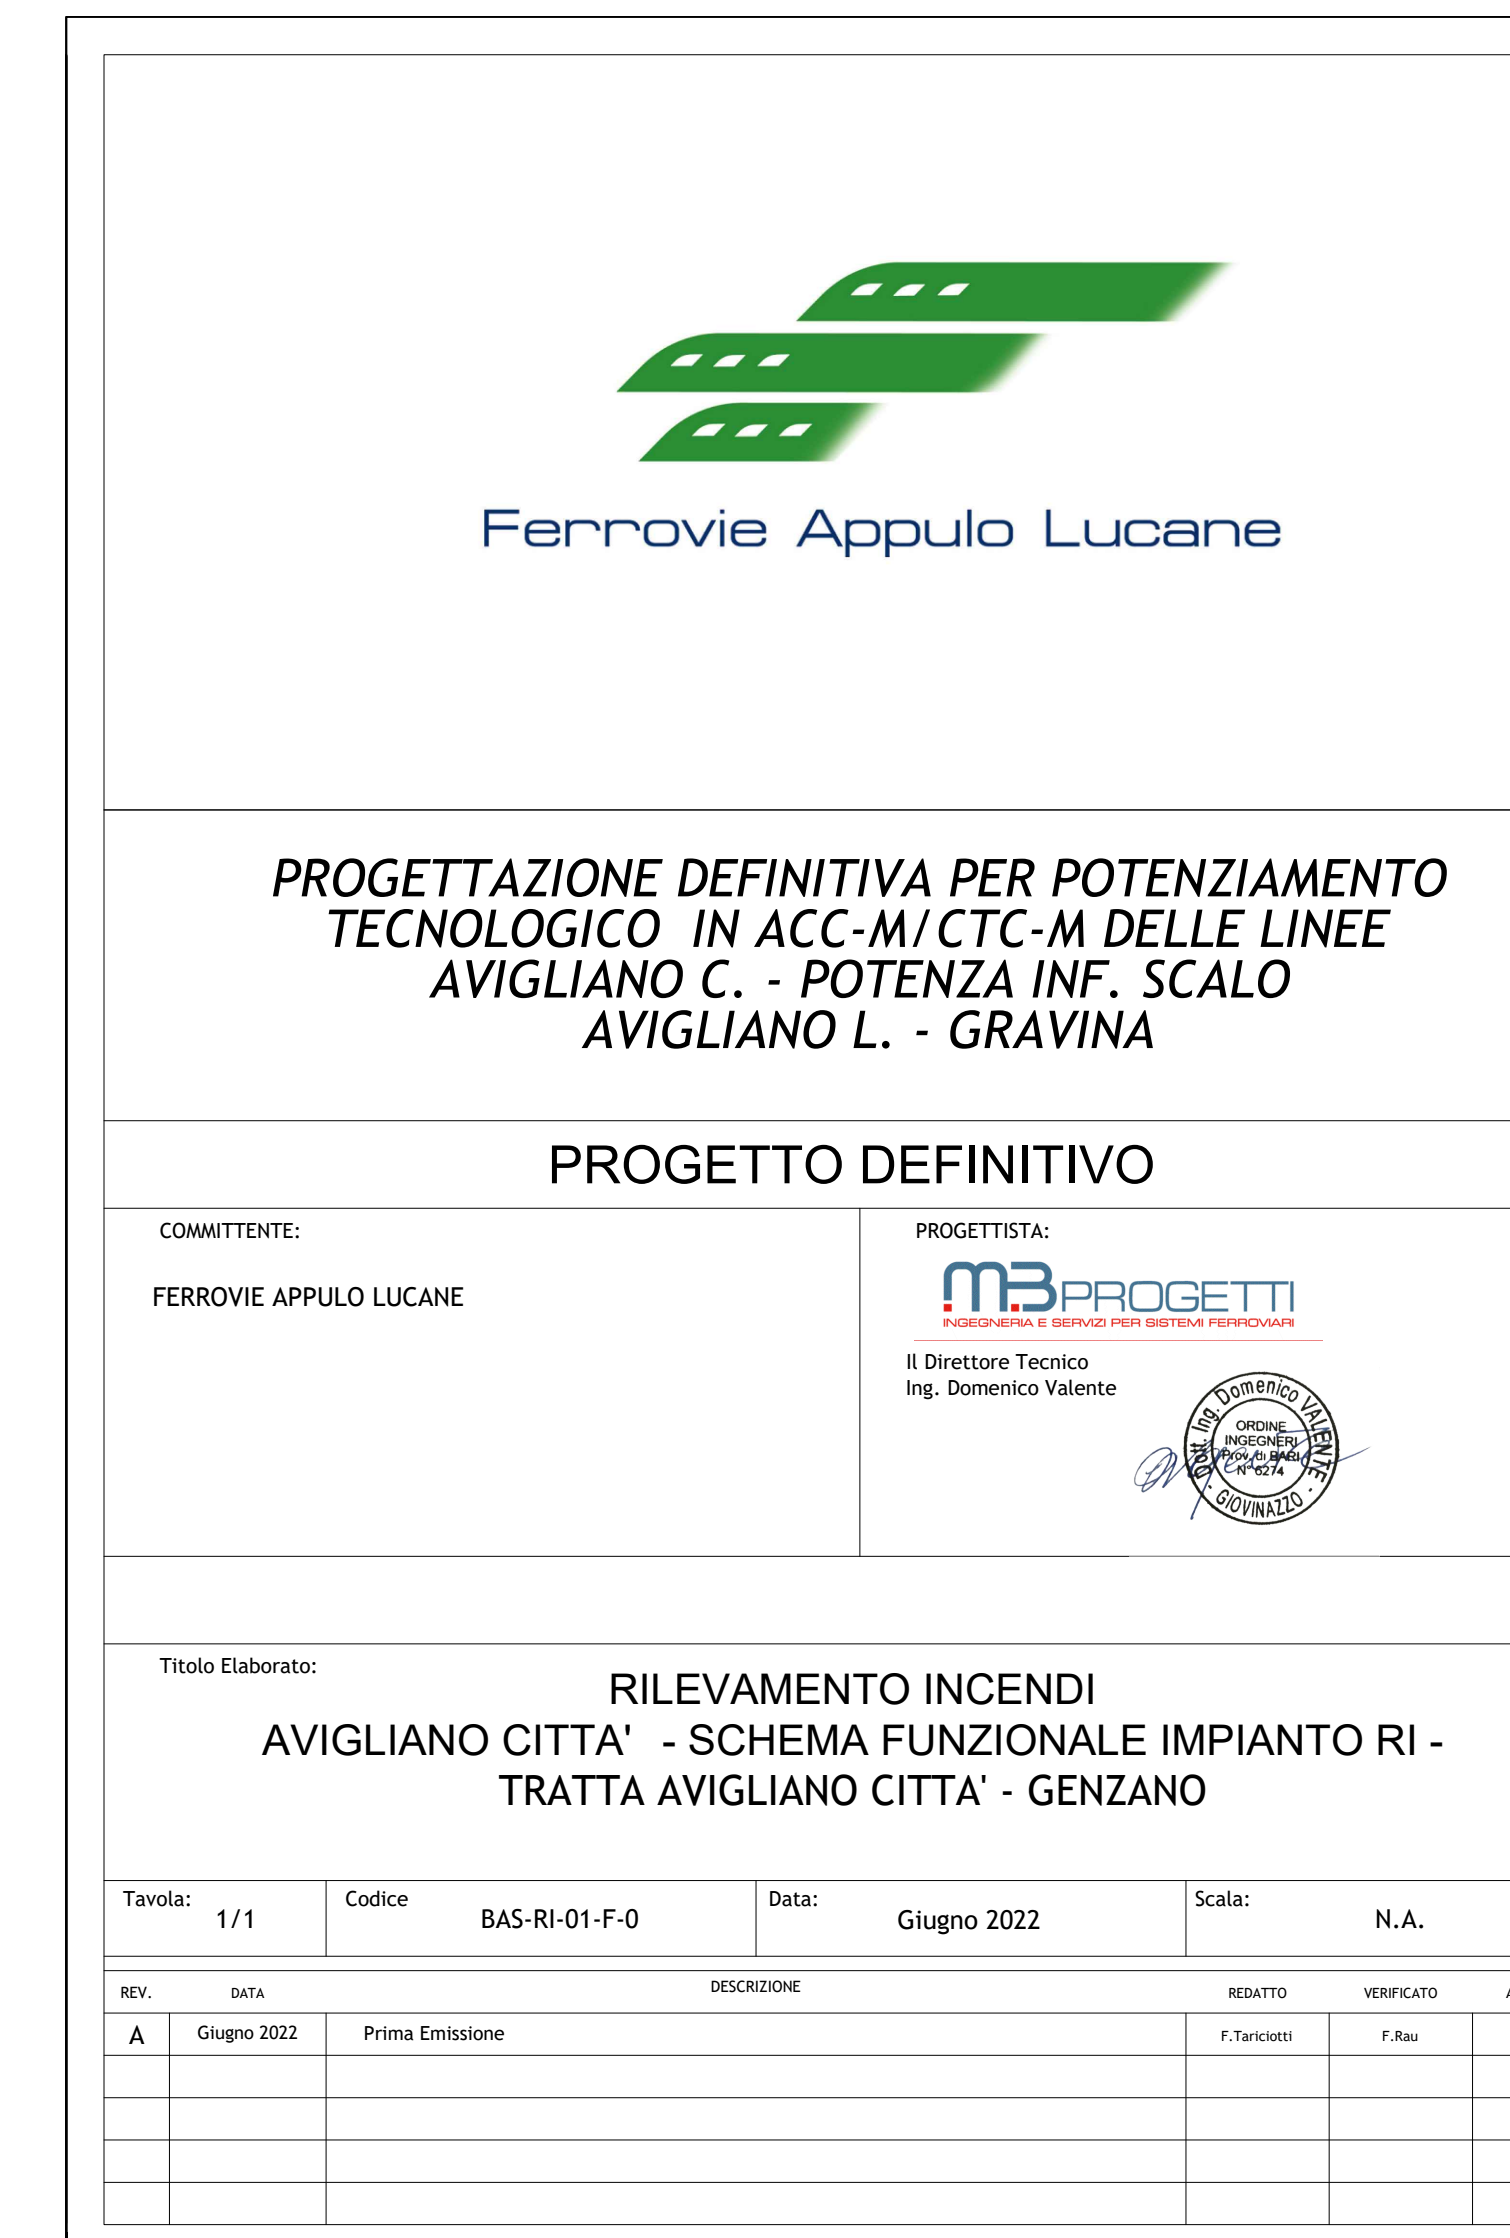 Ferrovie Appulo Lucane
PROGETTAZIONE DEFINITIVA PER POTENZIAMENTO
TECNOLOGICO IN ACC-M/CTC-M DELLE LINEE
AVIGLIANO C. - POTENZA INF. SCALO
AVIGLIANO L. - GRAVINA
PROGETTO DEFINITIVO
COMMITTENTE:
FERROVIE APPULO LUCANE
PROGETTISTA:
MB PROGETTI
INGEGNERIA E SERVIZI PER SISTEMI FERROVIARI
Il Direttore Tecnico
Ing. Domenico Valente
Dott. Ing. Domenico VALENTE
ORDINE
INGEGNERI
Prov. di BARI
N° 6274
- GIOVINAZZO -
Titolo Elaborato:
RILEVAMENTO INCENDI
AVIGLIANO CITTA' - SCHEMA FUNZIONALE IMPIANTO RI -
TRATTA AVIGLIANO CITTA' - GENZANO
Tavola: 1/1
Codice BAS-RI-01-F-0
Data: Giugno 2022
Scala: N.A.
REV. DATA DESCRIZIONE REDATTO VERIFICATO
A Giugno 2022 Prima Emissione F.Tariciotti F.Rau